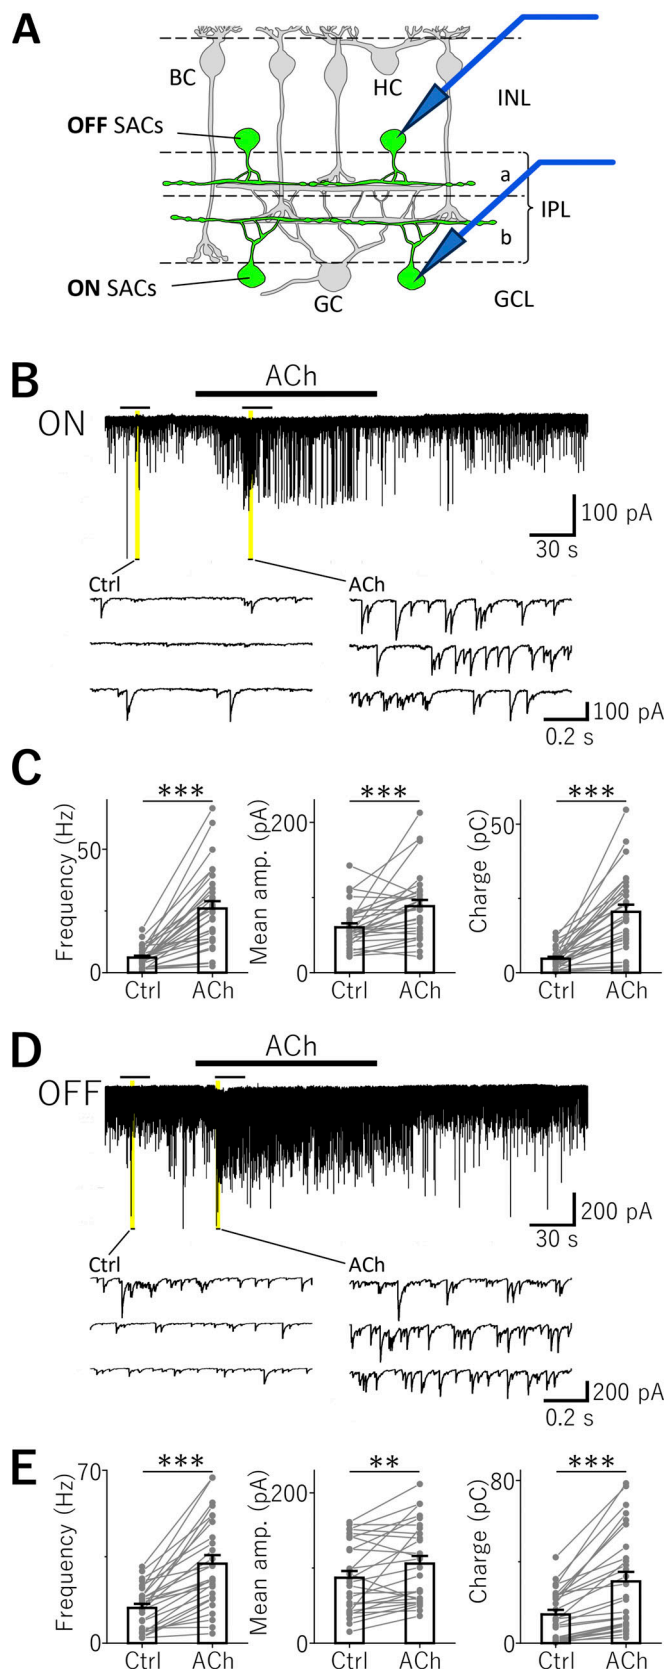 A
BC
HC
INL
OFF SACs
a
IPL
b
ON SACs
GC
GCL
B
ACh
ON
100 pA
30 s
Ctrl
ACh
100 pA
0.2 s
C
***
***
***
Frequency (Hz)
50
0
Ctrl
ACh
Mean amp. (pA)
200
0
Ctrl
ACh
Charge (pC)
50
0
Ctrl
ACh
D
ACh
OFF
200 pA
30 s
Ctrl
ACh
200 pA
0.2 s
E
***
**
***
Frequency (Hz)
70
0
Ctrl
ACh
Mean amp. (pA)
200
0
Ctrl
ACh
Charge (pC)
80
0
Ctrl
ACh